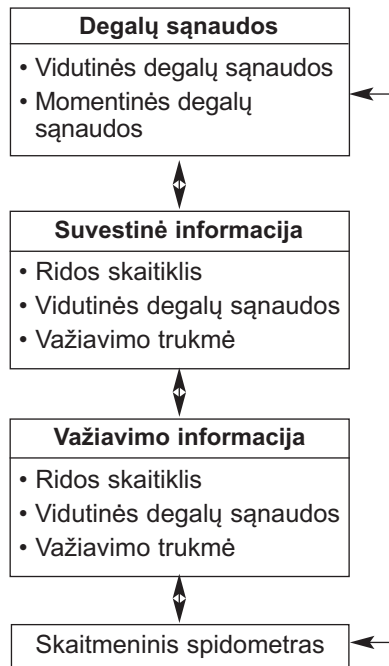 Degalų sąnaudos
• Vidutinės degalų sąnaudos
• Momentinės degalų
sąnaudos
Suvestinė informacija
• Ridos skaitiklis
• Vidutinės degalų sąnaudos
• Važiavimo trukmė
Važiavimo informacija
• Ridos skaitiklis
• Vidutinės degalų sąnaudos
• Važiavimo trukmė
Skaitmeninis spidometras